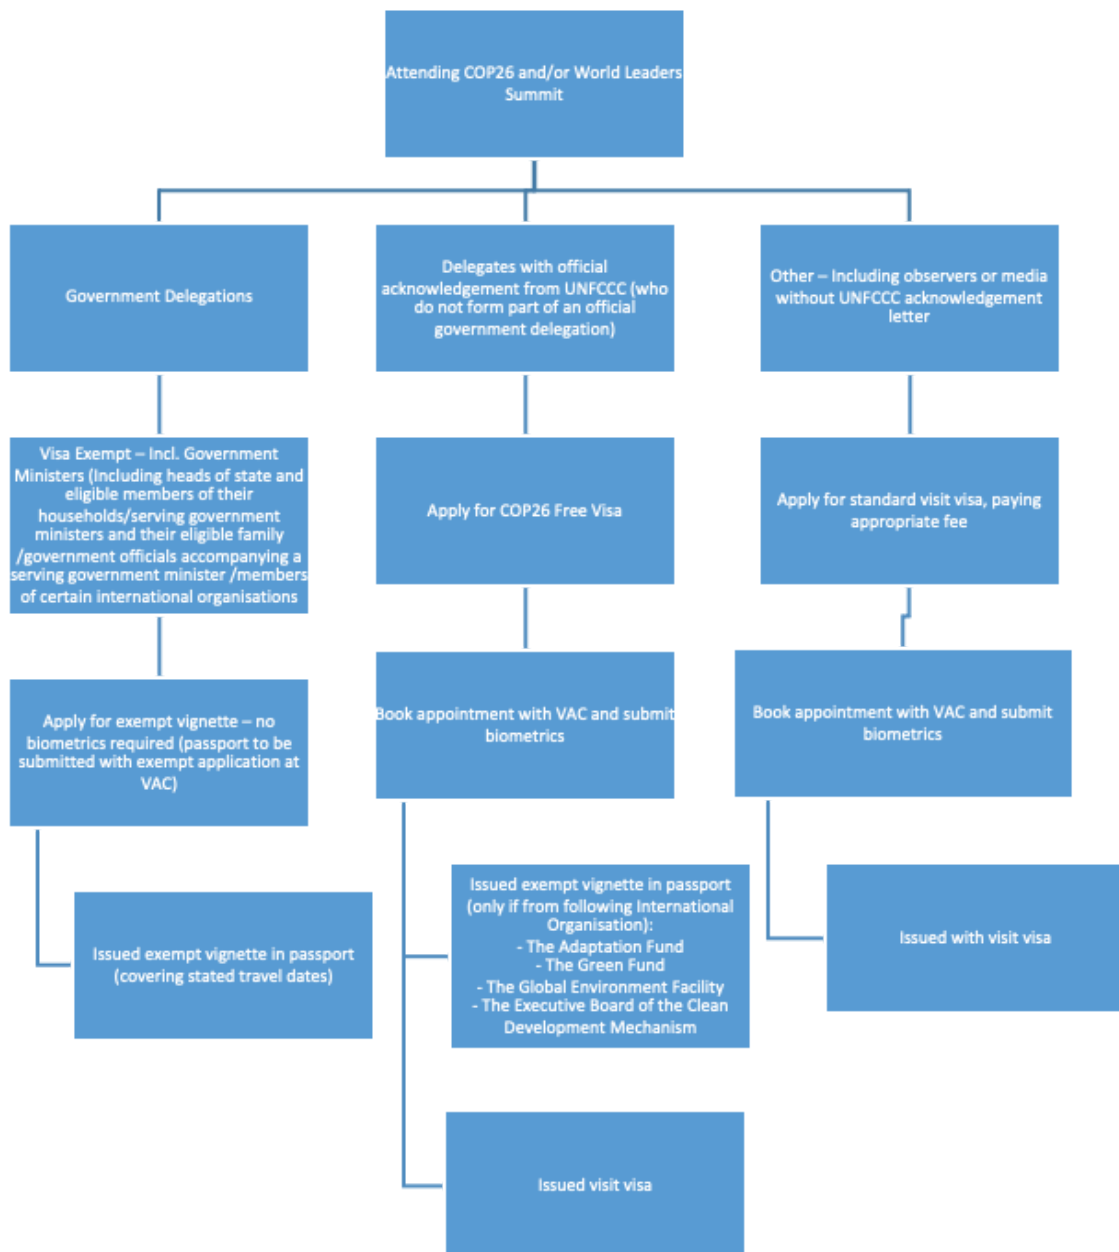 Attending COP26 and/or World Leaders
Summit
Government Delegations
Delegates with official
acknowledgement from UNFCCC (who
do not form part of an official
government delegation)
Other – Including observers or media
without UNFCCC acknowledgement
letter
Visa Exempt – Incl. Government
Ministers (Including heads of state and
eligible members of their
households/serving government
ministers and their eligible family
/government officials accompanying a
serving government minister /members
of certain international organisations
Apply for COP26 Free Visa
Apply for standard visit visa, paying
appropriate fee
Apply for exempt vignette – no
biometrics required (passport to be
submitted with exempt application at
VAC)
Book appointment with VAC and submit
biometrics
Book appointment with VAC and submit
biometrics
Issued exempt vignette in passport
(covering stated travel dates)
Issued exempt vignette in passport
(only if from following International
Organisation):
- The Adaptation Fund
- The Green Fund
- The Global Environment Facility
- The Executive Board of the Clean
Development Mechanism
Issued with visit visa
Issued visit visa